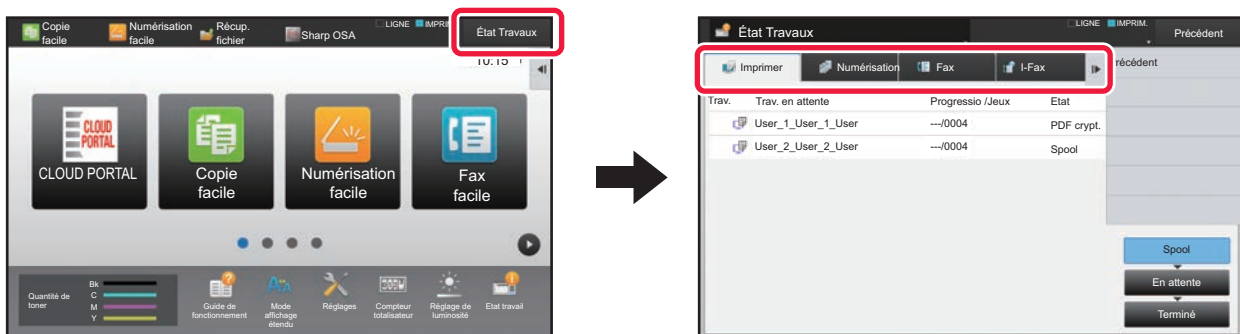 Copie facile
Numérisation facile
Récup. fichier
Sharp OSA
LIGNE
IMPRI
État Travaux
10:15
CLOUD PORTAL
CLOUD PORTAL
Copie facile
Numérisation facile
Fax facile
Quantité de toner
Bk
C
M
Y
Guide de fonctionnement
Mode affichage étendu
Réglages
Compteur totalisateur
Réglage de luminosité
Etat travail
État Travaux
LIGNE
IMPRIM.
Précédent
Imprimer
Numérisation
Fax
I-Fax
récédent
Trav.
Trav. en attente
Progressio /Jeux
Etat
User_1_User_1_User
---/0004
PDF crypt.
User_2_User_2_User
---/0004
Spool
Spool
En attente
Terminé